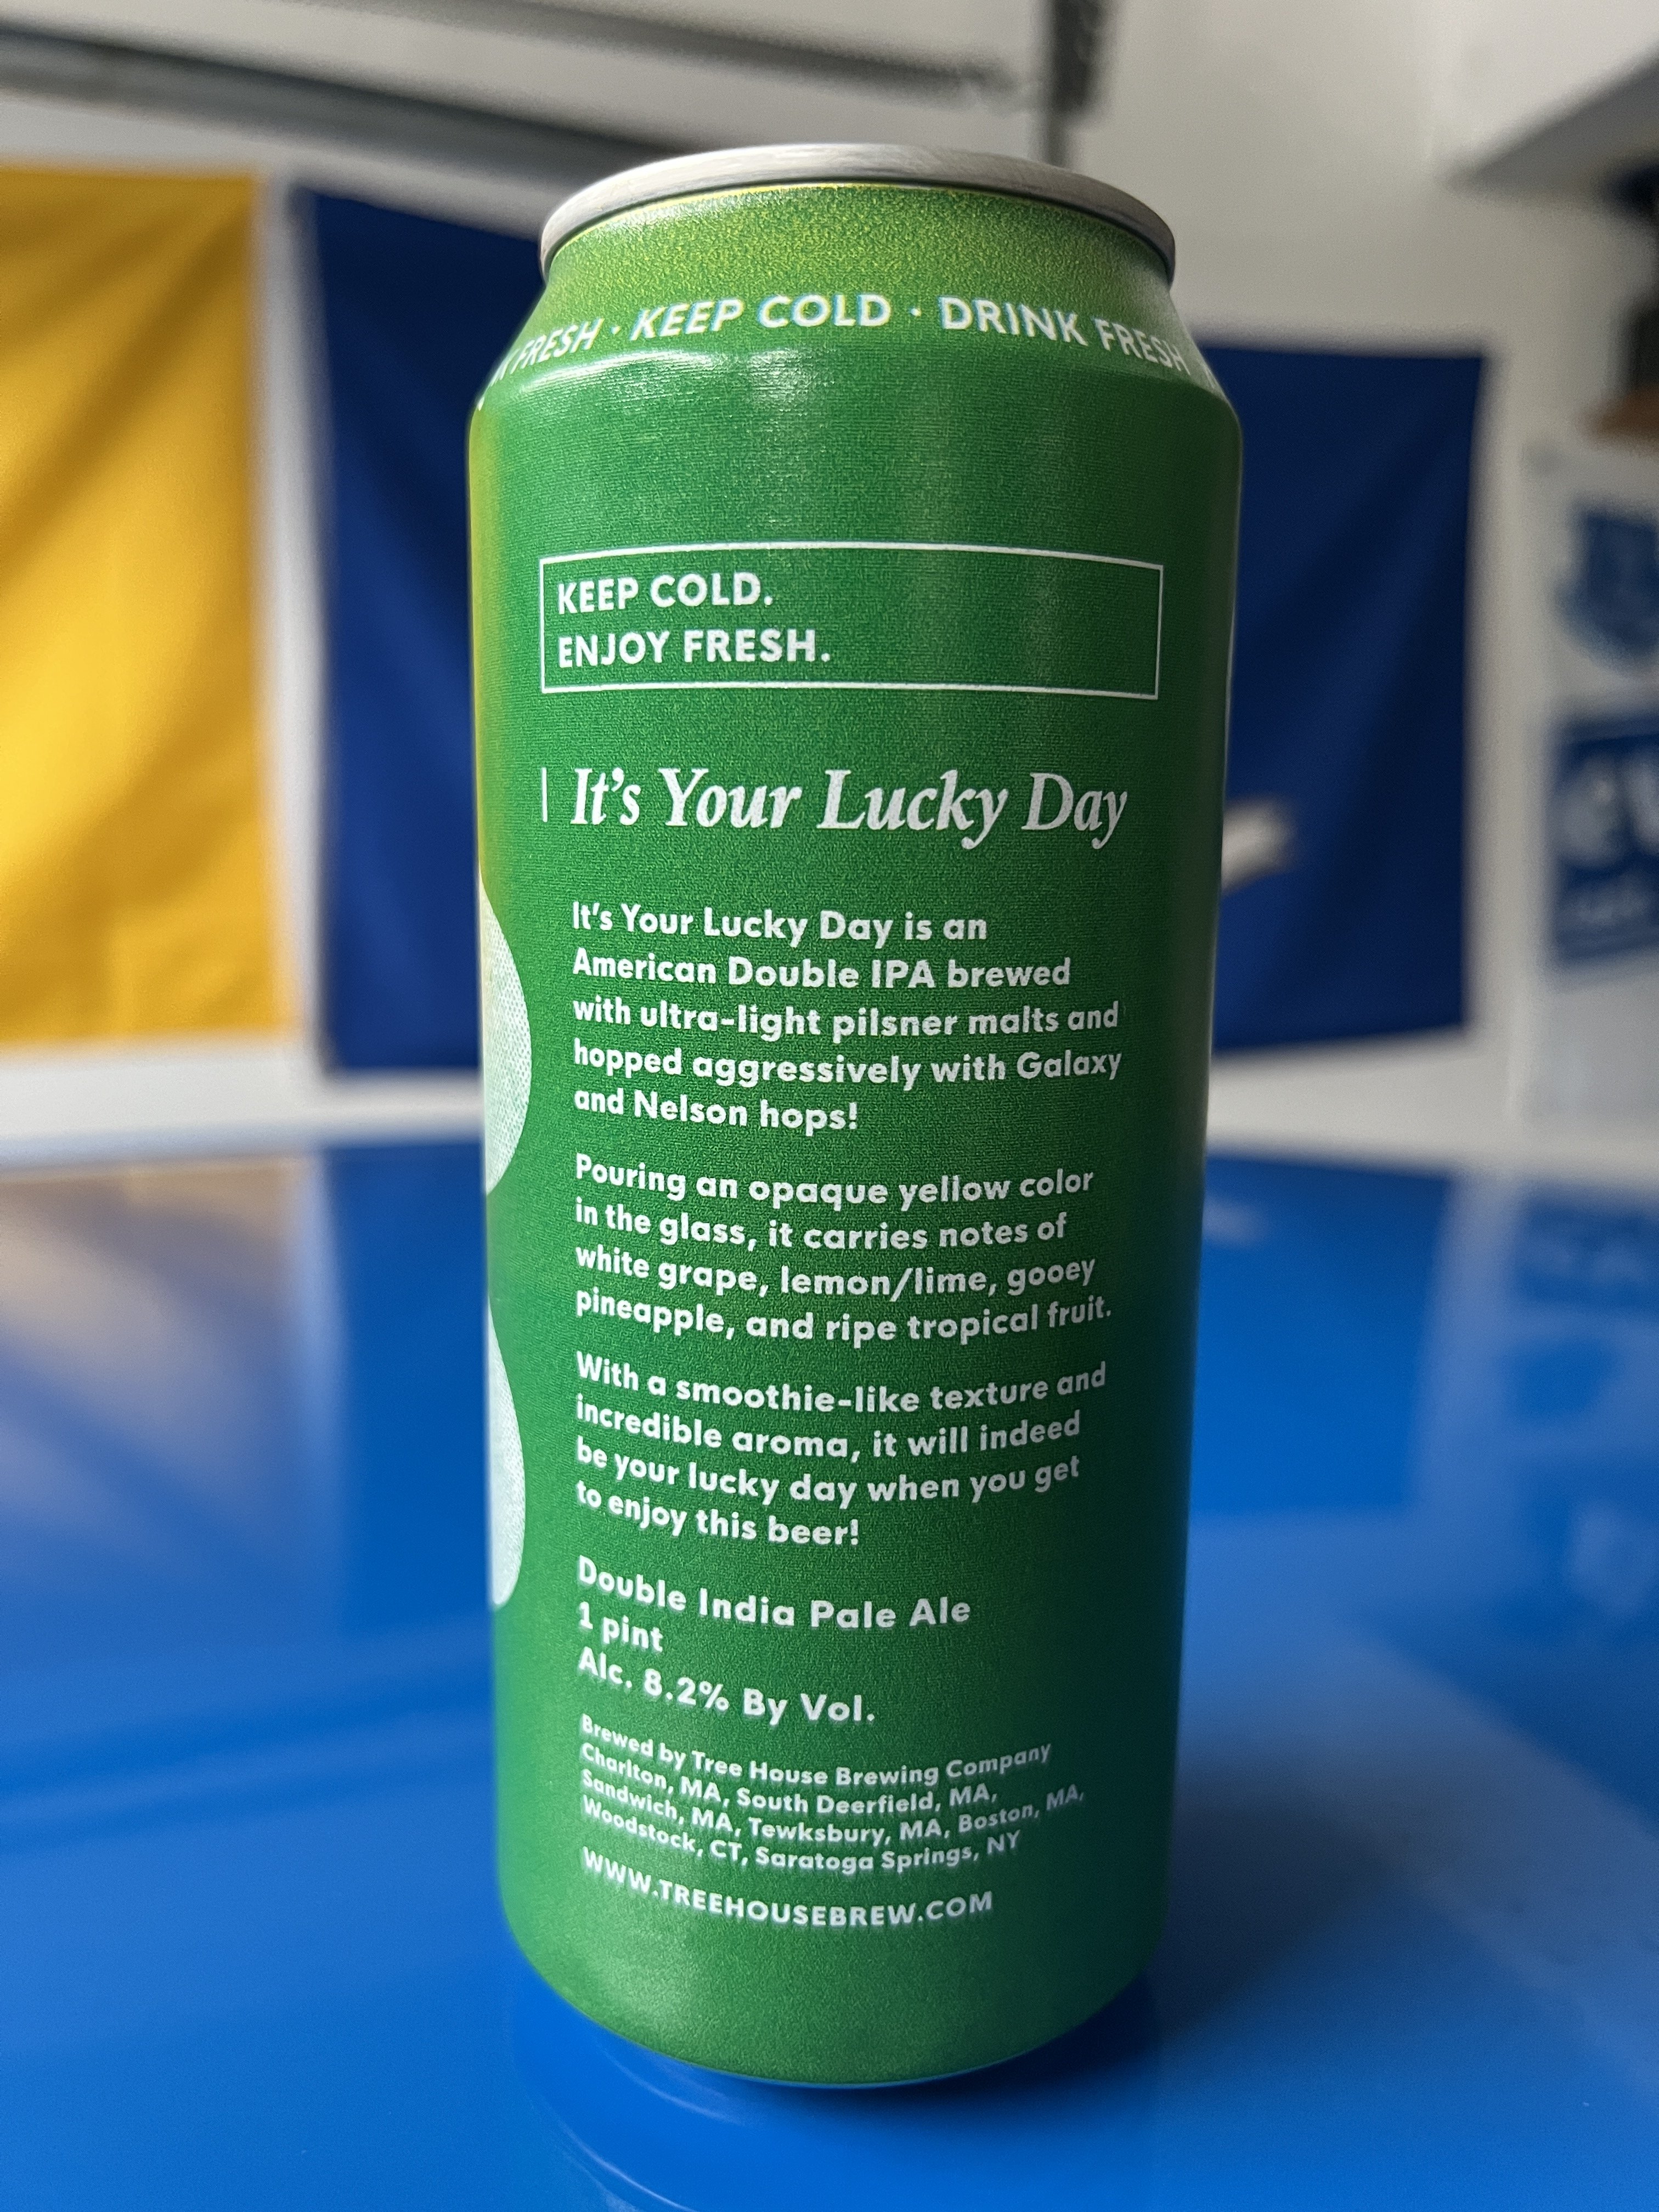 FRESH · KEEP COLD · DRINK FRESH
KEEP COLD.
ENJOY FRESH.
It's Your Lucky Day
It's Your Lucky Day is an
American Double IPA brewed
with ultra-light pilsner malts and
hopped aggressively with Galaxy
and Nelson hops!
Pouring an opaque yellow color
in the glass, it carries notes of
white grape, lemon/lime, gooey
pineapple, and ripe tropical fruit.
With a smoothie-like texture and
incredible aroma, it will indeed
be your lucky day when you get
to enjoy this beer!
Double India Pale Ale
1 pint
Alc. 8.2% By Vol.
Brewed by Tree House Brewing Company
Charlton, MA, South Deerfield, MA,
Sandwich, MA, Tewksbury, MA, Boston, MA,
Woodstock, CT, Saratoga Springs, NY
WWW.TREEHOUSEBREW.COM